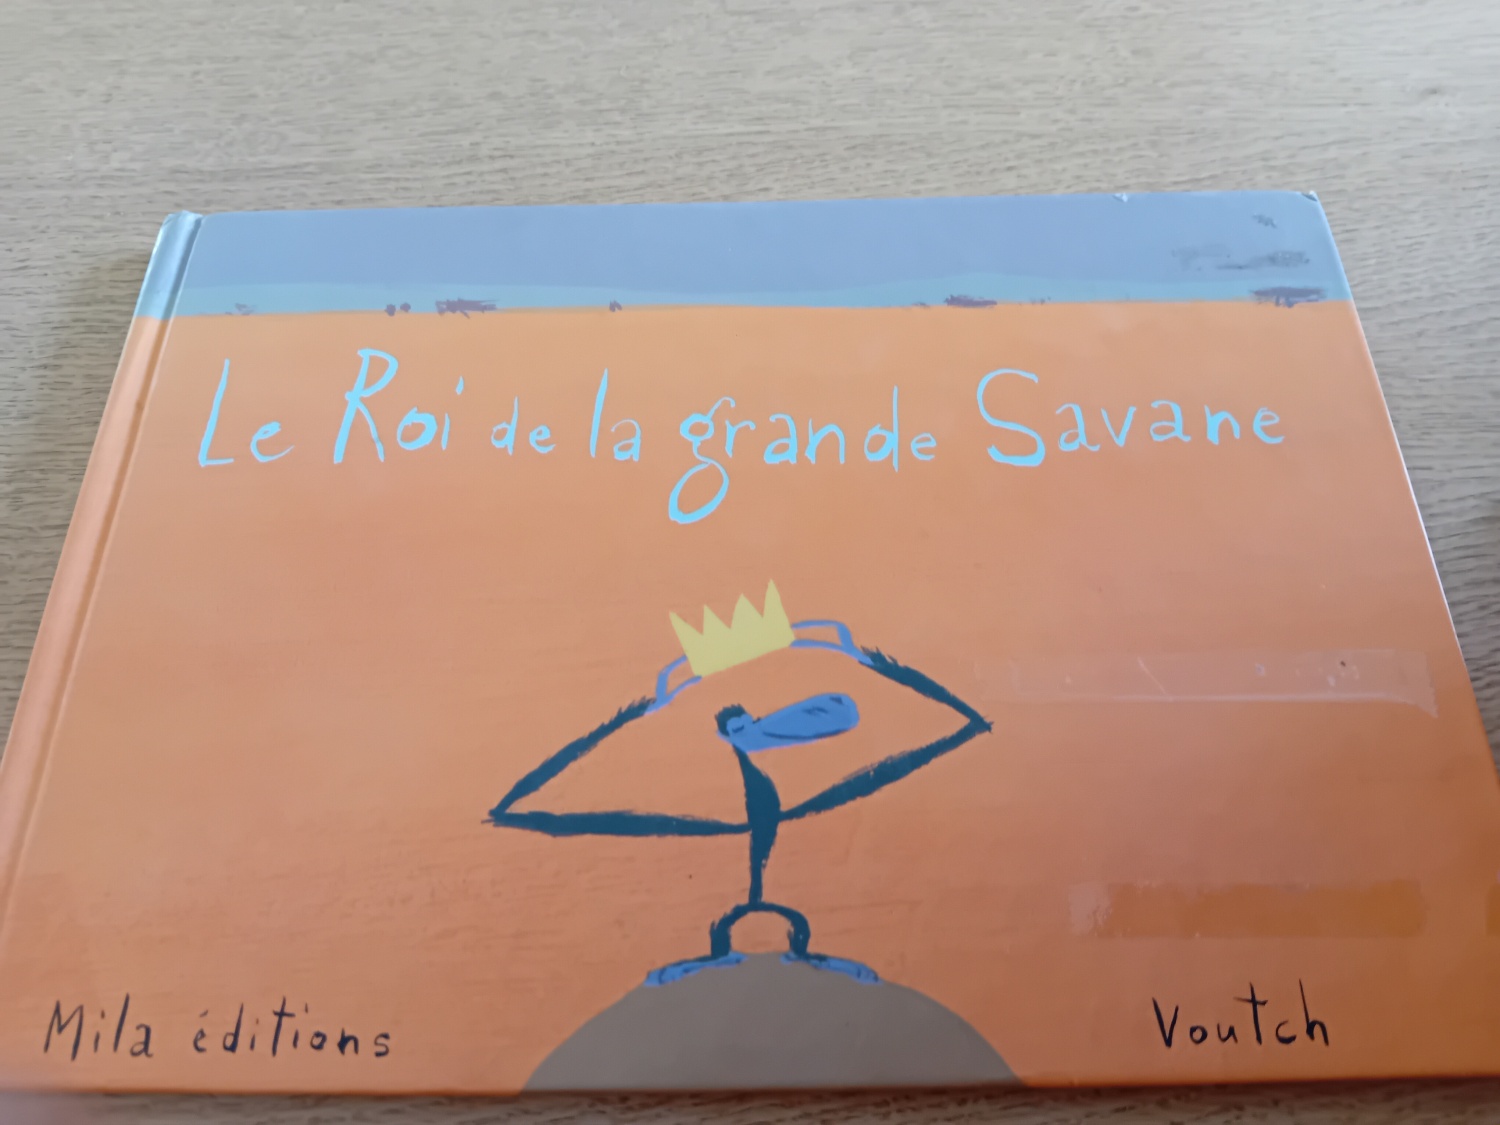 Le Roi de la grande Savane
Mila éditions
Voutch